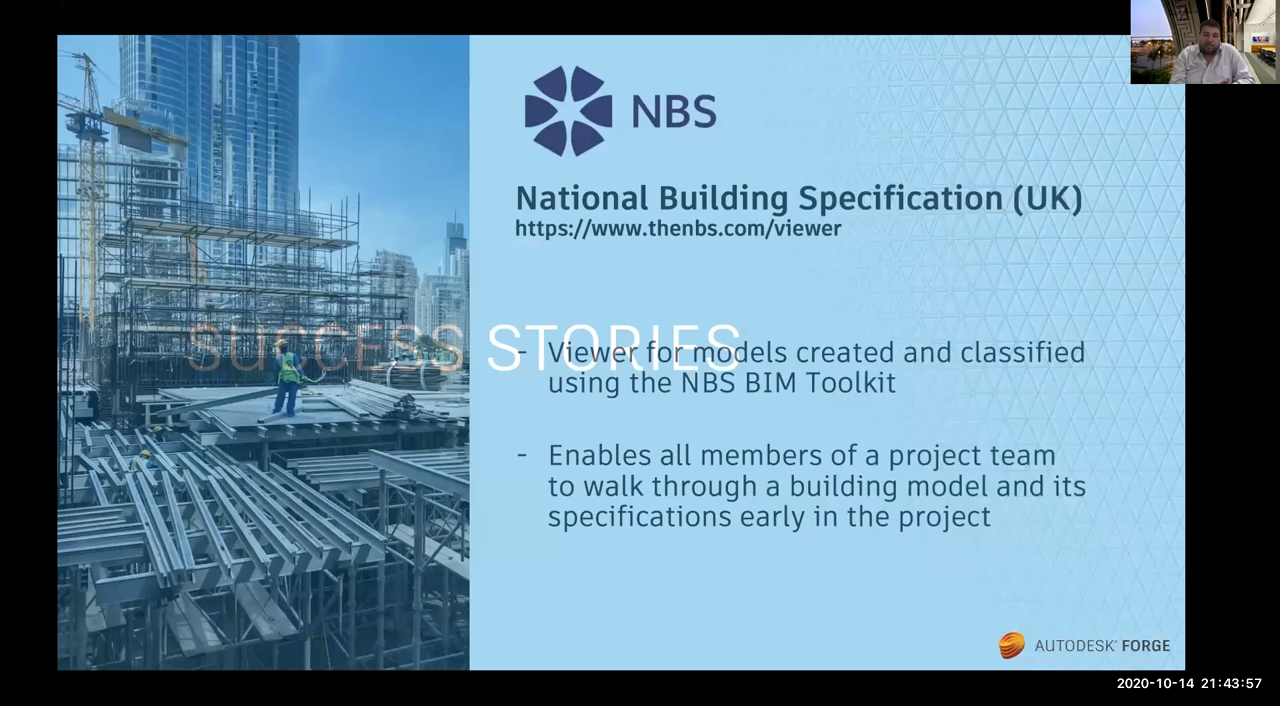 NBS
National Building Specification (UK)
https://www.thenbs.com/viewer
SUCCESS STORIES
- Viewer for models created and classified
using the NBS BIM Toolkit
- Enables all members of a project team
to walk through a building model and its
specifications early in the project
AUTODESK® FORGE
2020-10-14 21:43:57